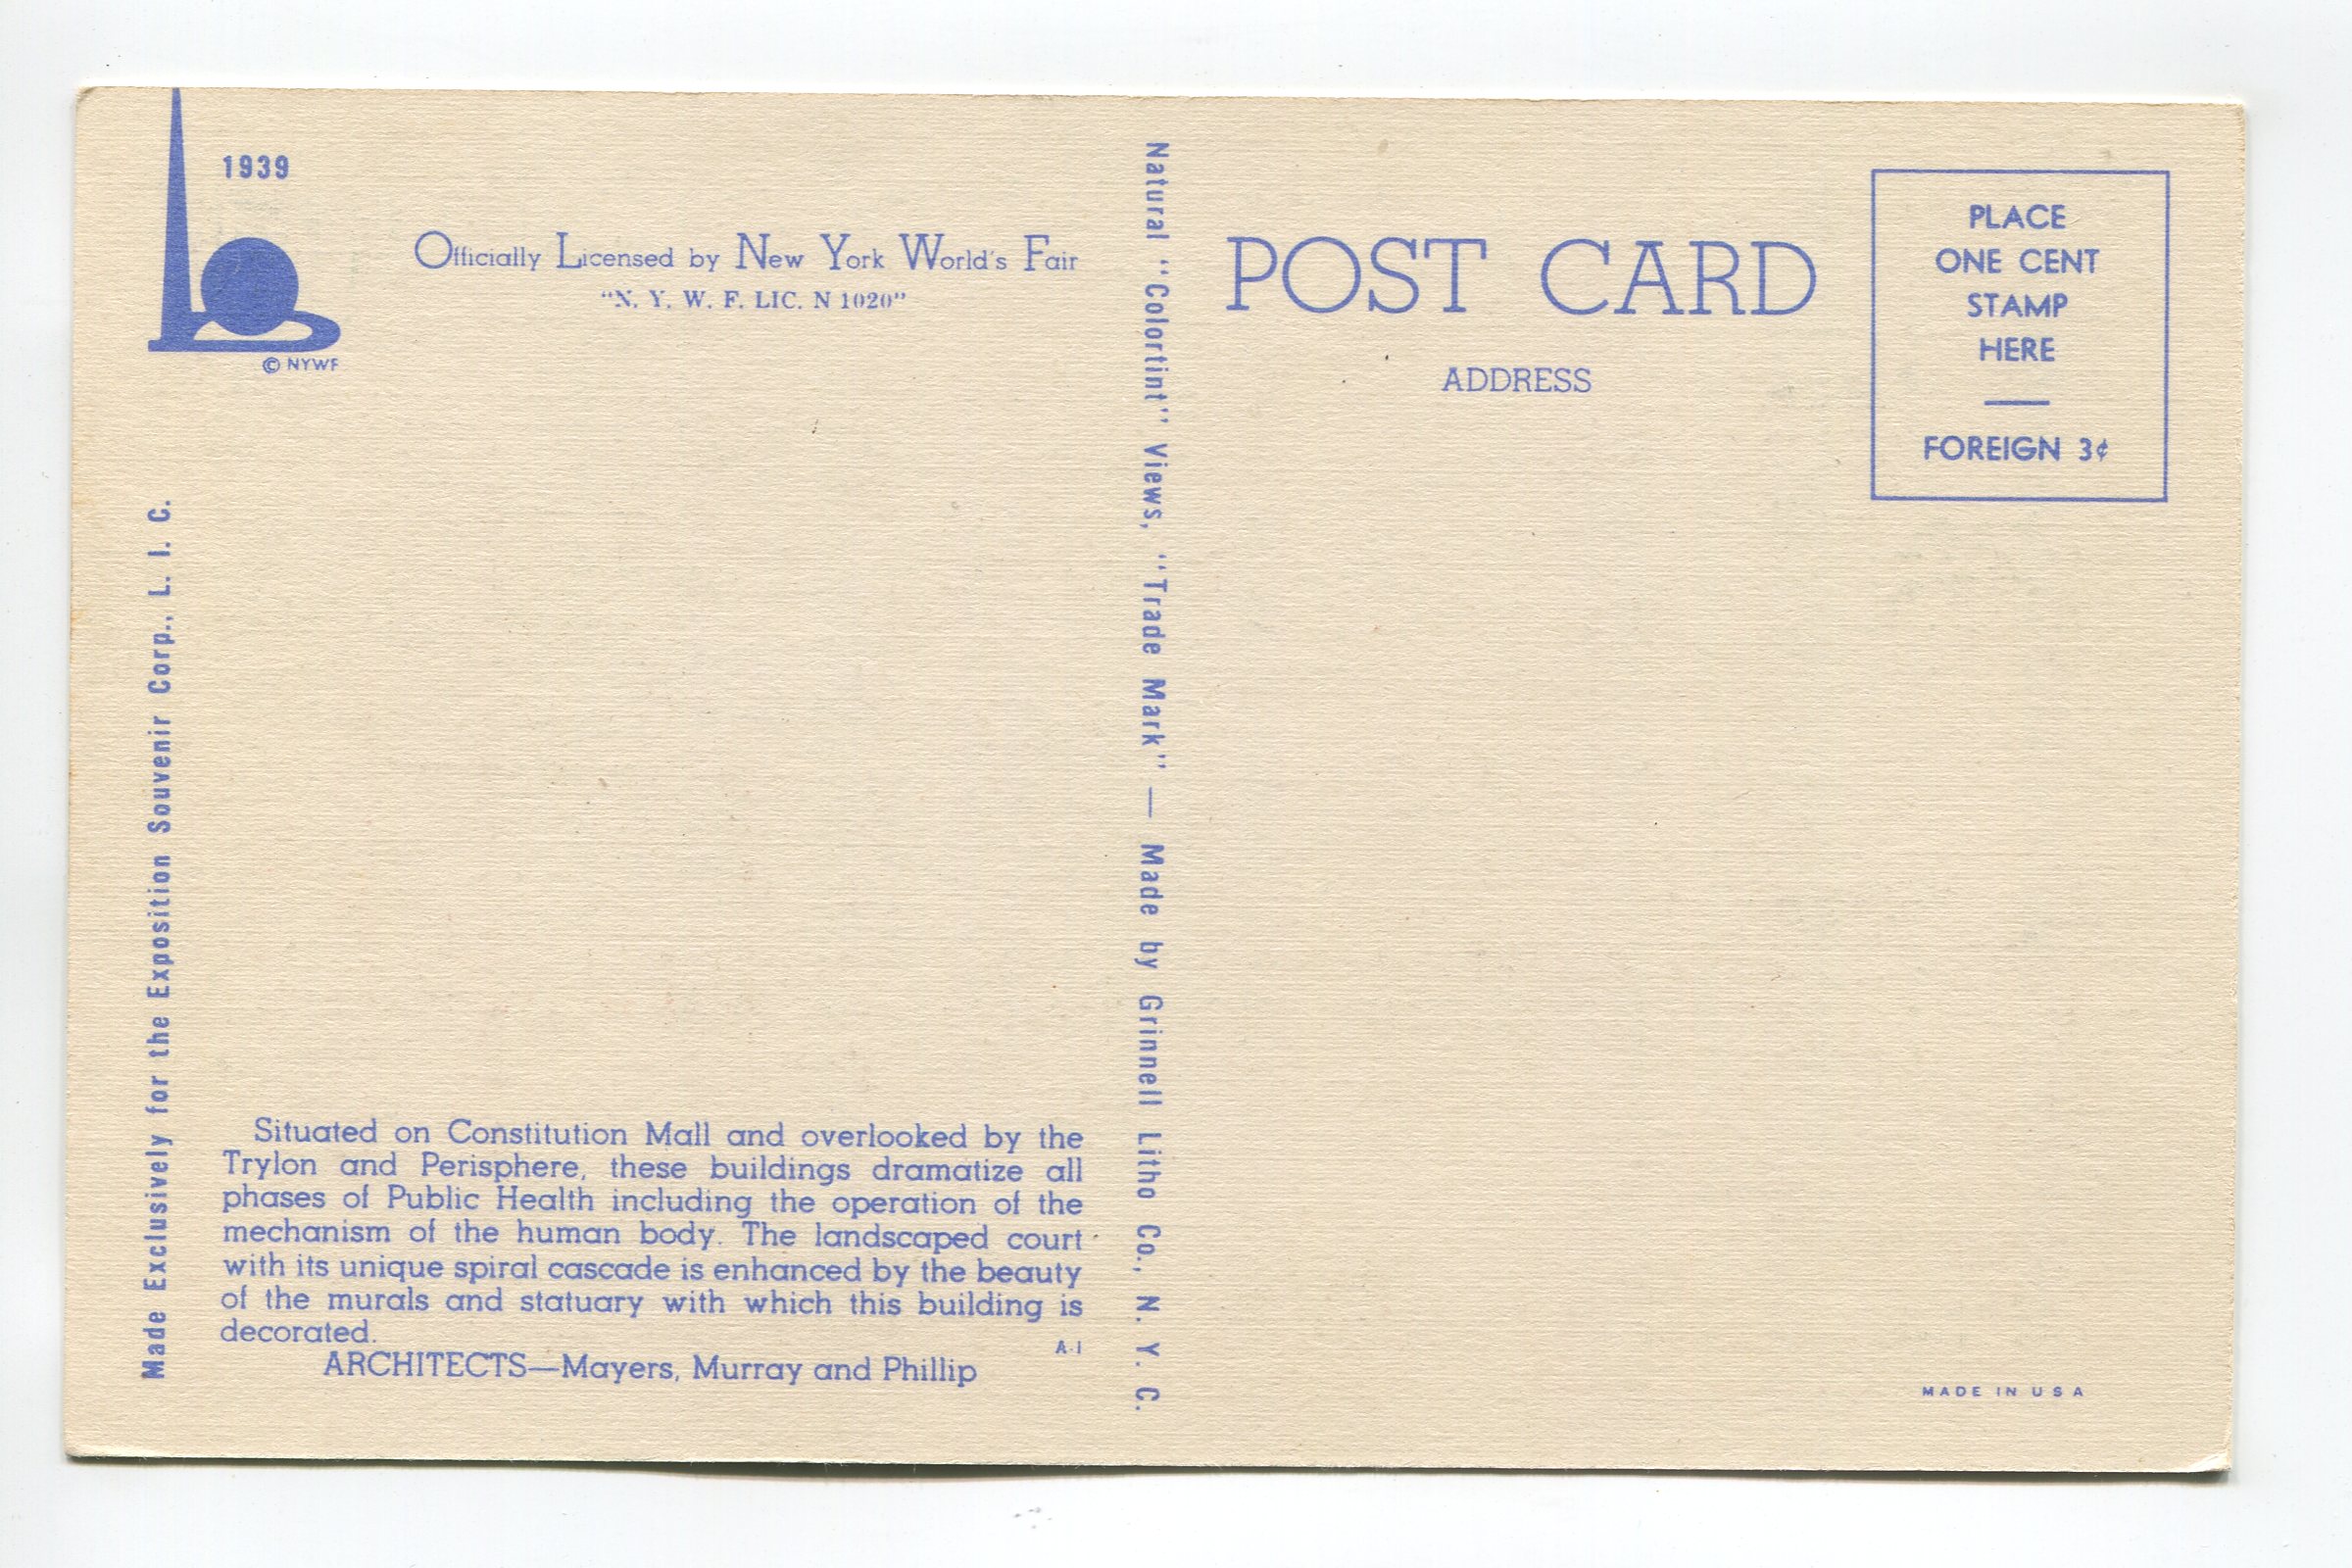 1939
© NYWF
Officially Licensed by New York World's Fair
"N. Y. W. F. LIC. N 1020"
Made Exclusively for the Exposition Souvenir Corp., L. I. C.
Situated on Constitution Mall and overlooked by the
Trylon and Perisphere, these buildings dramatize all
phases of Public Health including the operation of the
mechanism of the human body. The landscaped court
with its unique spiral cascade is enhanced by the beauty
of the murals and statuary with which this building is
decorated.
A-1
ARCHITECTS—Mayers, Murray and Phillip
Natural "Colortint" Views, "Trade Mark" — Made by Grinnell Litho Co., N. Y. C.
POST CARD
ADDRESS
PLACE
ONE CENT
STAMP
HERE
FOREIGN 3¢
MADE IN USA